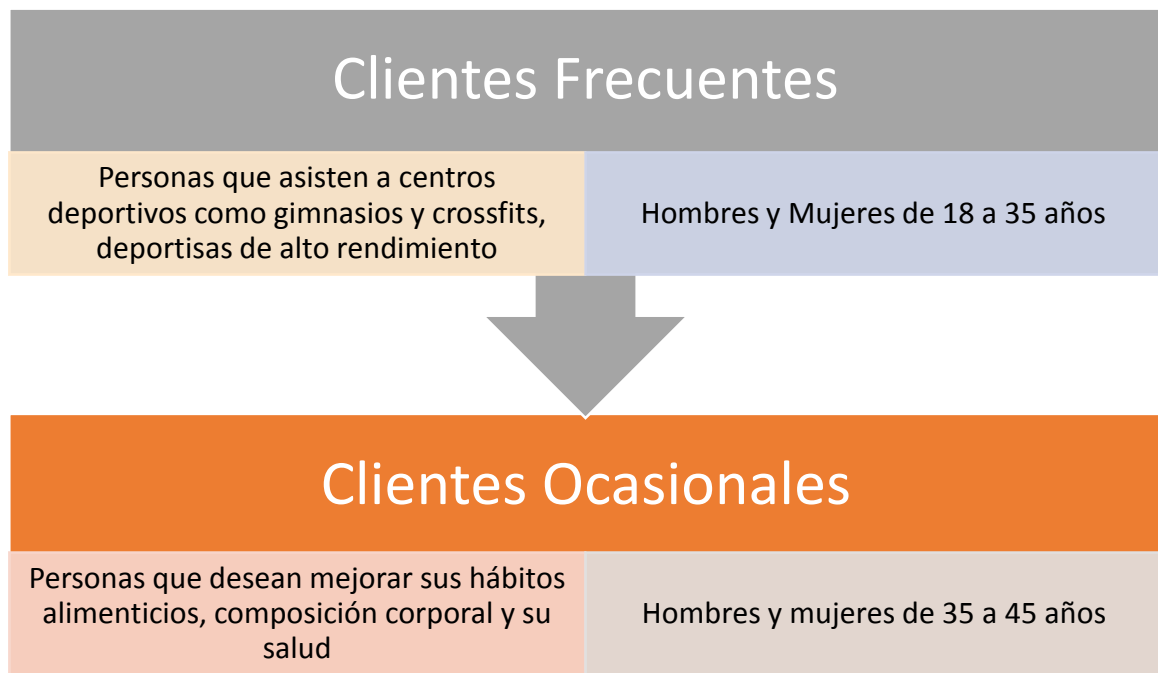 Clientes Frecuentes
Personas que asisten a centros
deportivos como gimnasios y crossfits,
deportisas de alto rendimiento
Hombres y Mujeres de 18 a 35 años
Clientes Ocasionales
Personas que desean mejorar sus hábitos
alimenticios, composición corporal y su
salud
Hombres y mujeres de 35 a 45 años